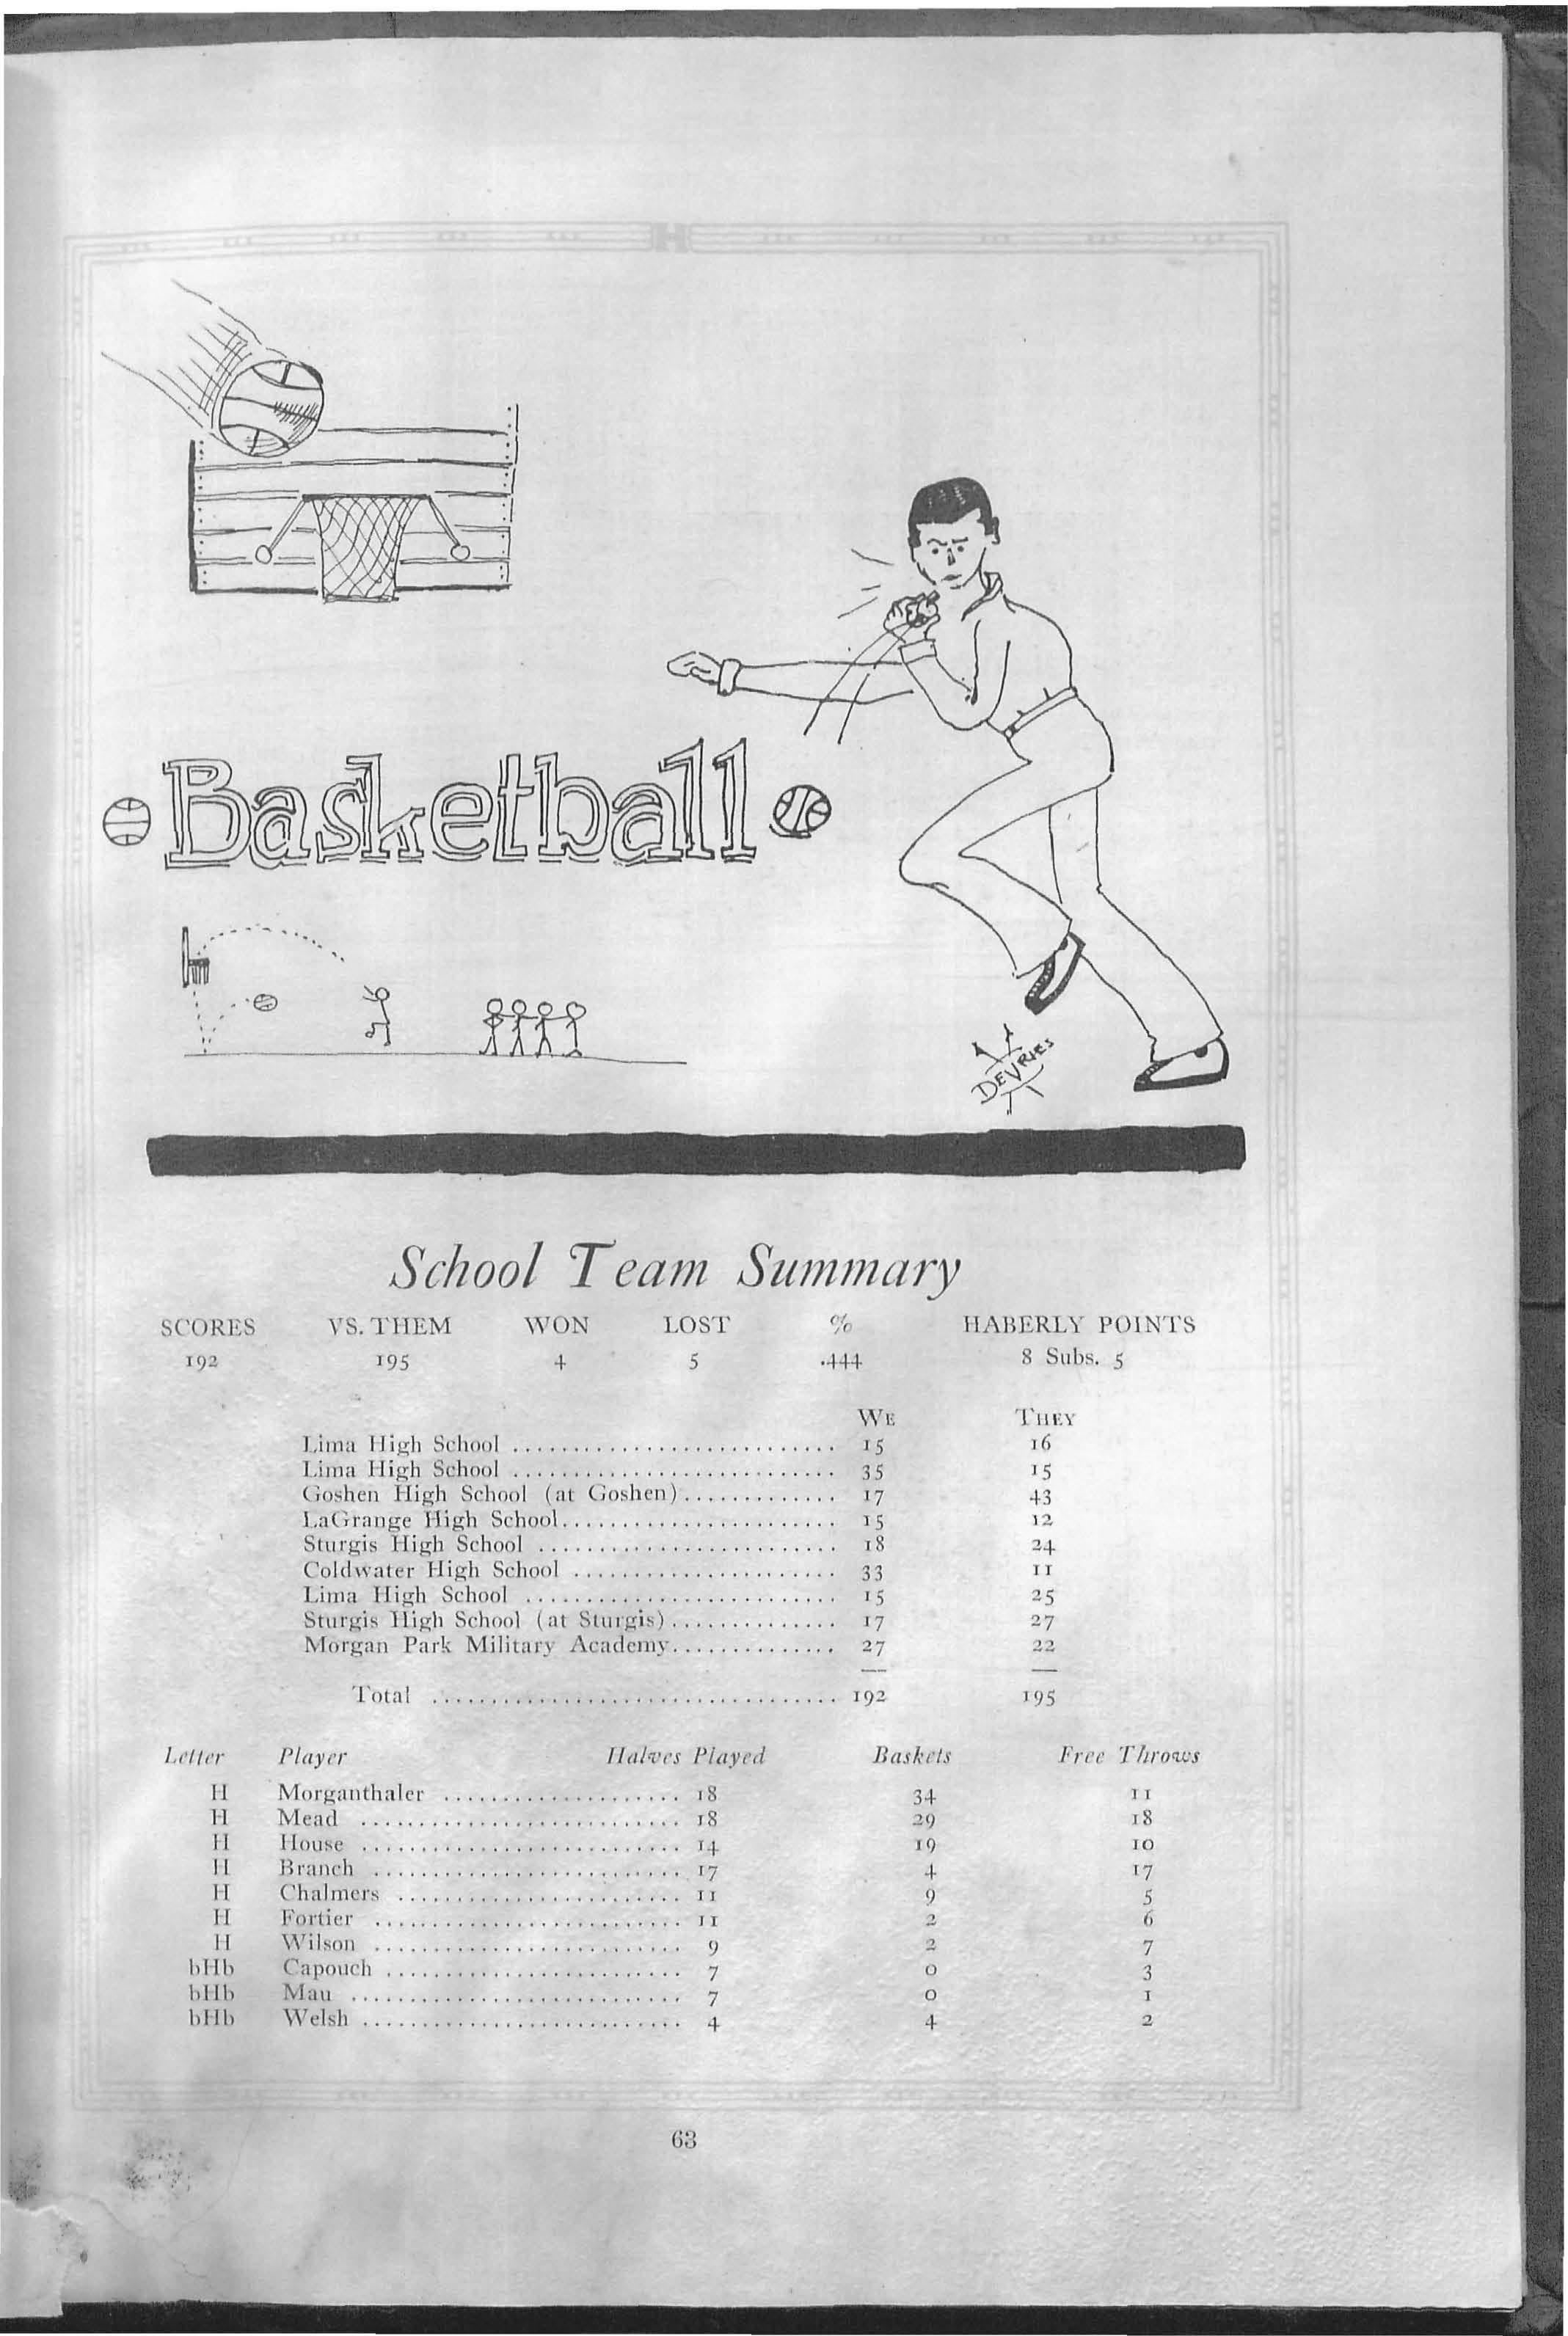 H
Basketball
DEVRIES
School Team Summary
SCORES VS. THEM WON LOST % HABERLY POINTS
192 195 4 5 .444 8 Subs. 5
WE THEY
Lima High School ........................... 15 16
Lima High School ........................... 35 15
Goshen High School (at Goshen)............. 17 43
LaGrange High School....................... 15 12
Sturgis High School ......................... 18 24
Coldwater High School ...................... 33 11
Lima High School .......................... 15 25
Sturgis High School (at Sturgis).............. 17 27
Morgan Park Military Academy.............. 27 22
Total .................................. 192 195
Letter Player Halves Played Baskets Free Throws
H Morganthaler .................... 18 34 11
H Mead ........................... 18 29 18
H House ........................... 14 19 10
H Branch .......................... 17 4 17
H Chalmers ........................ 11 9 5
H Fortier .......................... 11 2 6
H Wilson .......................... 9 2 7
bHb Capouch ......................... 7 0 3
bHb Mau ............................ 7 0 1
bHb Welsh ........................... 4 4 2
63